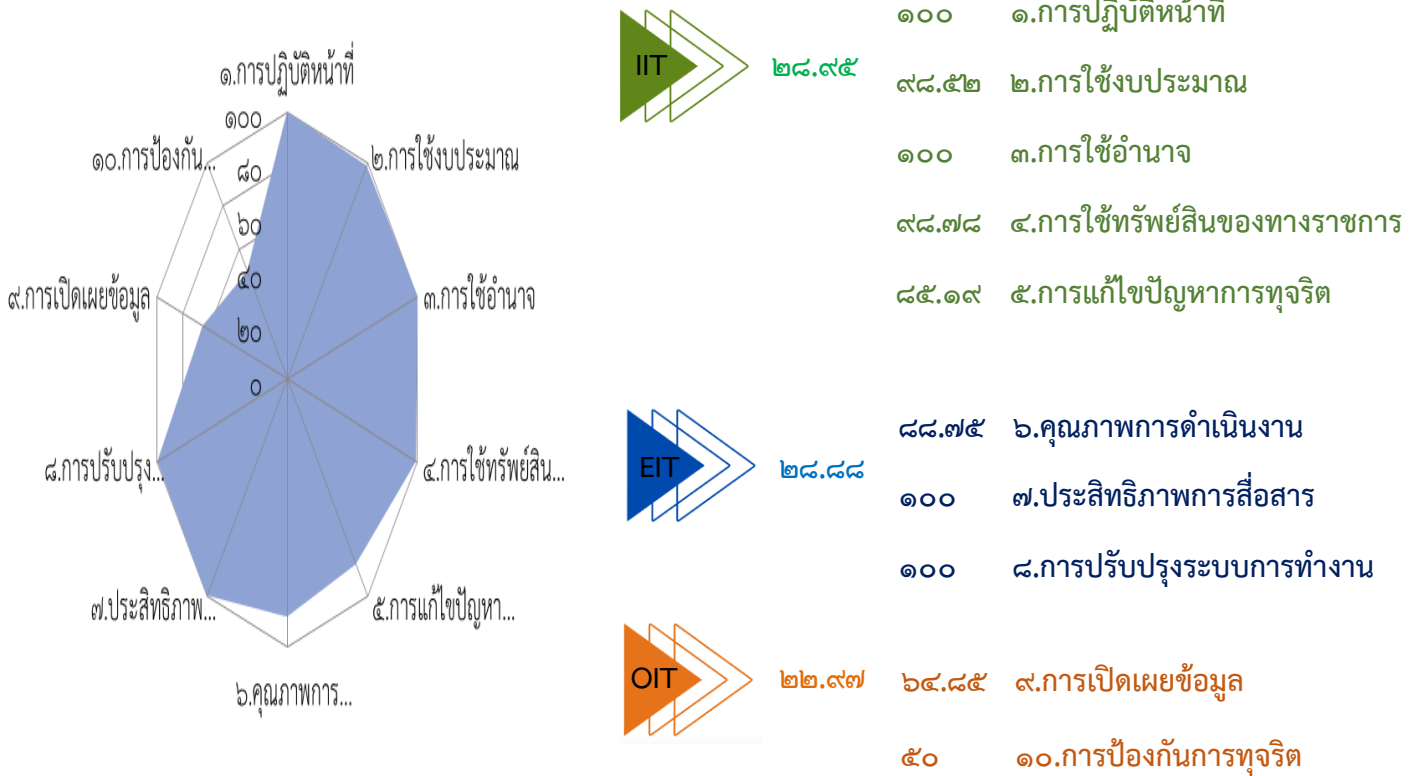 ๑.การปฏิบัติหน้าที่
๑๐๐
๘๐
๖๐
๔๐
๒๐
๐
๒.การใช้งบประมาณ
๓.การใช้อำนาจ
๔.การใช้ทรัพย์สิน...
๕.การแก้ไขปัญหา...
๖.คุณภาพการ...
๗.ประสิทธิภาพ...
๘.การปรับปรุง...
๙.การเปิดเผยข้อมูล
๑๐.การป้องกัน...
IIT ๒๘.๙๕
๑๐๐ ๑.การปฏิบัติหน้าที่
๙๘.๕๒ ๒.การใช้งบประมาณ
๑๐๐ ๓.การใช้อำนาจ
๙๘.๗๘ ๔.การใช้ทรัพย์สินของทางราชการ
๘๕.๑๙ ๕.การแก้ไขปัญหาการทุจริต
EIT ๒๘.๘๘
๘๘.๗๕ ๖.คุณภาพการดำเนินงาน
๑๐๐ ๗.ประสิทธิภาพการสื่อสาร
๑๐๐ ๘.การปรับปรุงระบบการทำงาน
OIT ๒๒.๙๗
๖๔.๘๕ ๙.การเปิดเผยข้อมูล
๕๐ ๑๐.การป้องกันการทุจริต